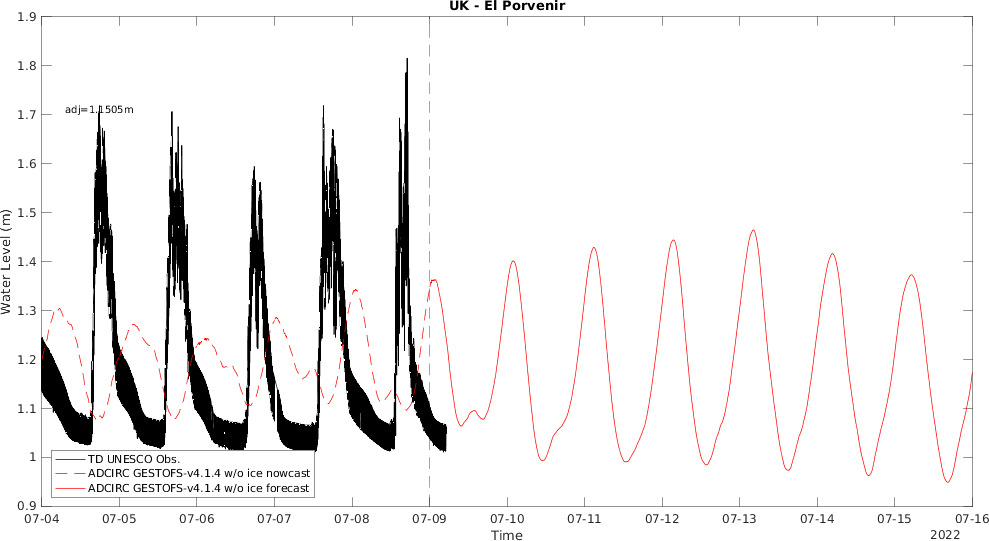 UK - El Porvenir
1.9
1.8
1.7
1.6
1.5
1.4
1.3
1.2
1.1
1
0.9
Water Level (m)
adj=1.1505m
TD UNESCO Obs.
ADCIRC GESTOFS-v4.1.4 w/o ice nowcast
ADCIRC GESTOFS-v4.1.4 w/o ice forecast
07-04 07-05 07-06 07-07 07-08 07-09 07-10 07-11 07-12 07-13 07-14 07-15 07-16
Time
2022